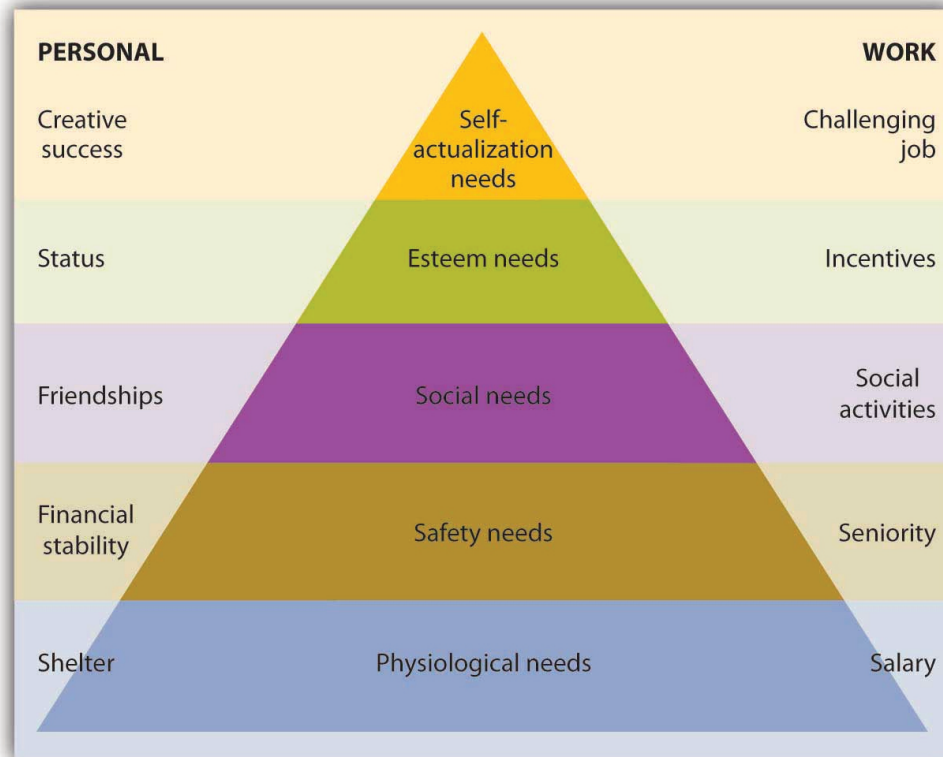 PERSONAL
WORK
Creative
success
Self-
actualization
needs
Challenging
job
Status
Esteem needs
Incentives
Friendships
Social needs
Social
activities
Financial
stability
Safety needs
Seniority
Shelter
Physiological needs
Salary